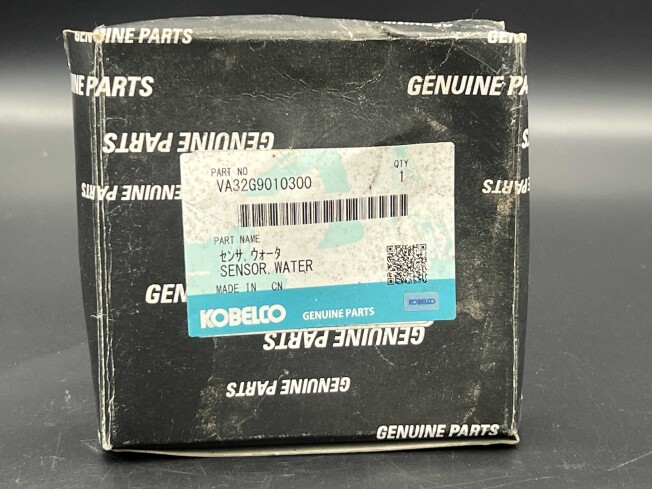 GENUINE PARTS
GENUINE PARTS
GENUINE PARTS
GENUINE PARTS
PART NO
QTY
VA32G9010300
1
PART NAME
センサ,ウォータ
SENSOR,WATER
MADE IN CN
KOBELCO
GENUINE PARTS
KOBELCO
GENUINE PARTS
GENUINE PARTS
GENUINE PARTS